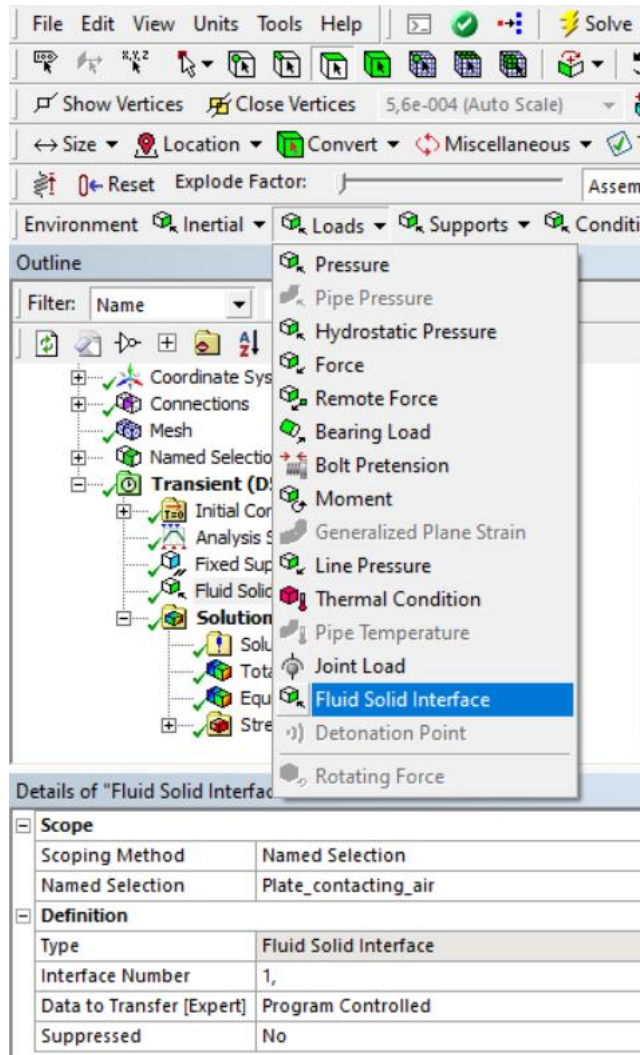 File Edit View Units Tools Help Solve
X,Y,Z
Show Vertices Close Vertices 5,6e-004 (Auto Scale)
Size Location Convert Miscellaneous
Reset Explode Factor: Assem
Environment Inertial Loads Supports Conditi
Outline
Filter: Name
Coordinate Sys
Connections
Mesh
Named Selectio
Transient (D
Initial Con
Analysis S
Fixed Sup
Fluid Solid
Solution
Solu
Tota
Equ
Stre
Pressure
Pipe Pressure
Hydrostatic Pressure
Force
Remote Force
Bearing Load
Bolt Pretension
Moment
Generalized Plane Strain
Line Pressure
Thermal Condition
Pipe Temperature
Joint Load
Fluid Solid Interface
Detonation Point
Rotating Force
Details of "Fluid Solid Interfac
Scope
Scoping Method Named Selection
Named Selection Plate_contacting_air
Definition
Type Fluid Solid Interface
Interface Number 1,
Data to Transfer [Expert] Program Controlled
Suppressed No